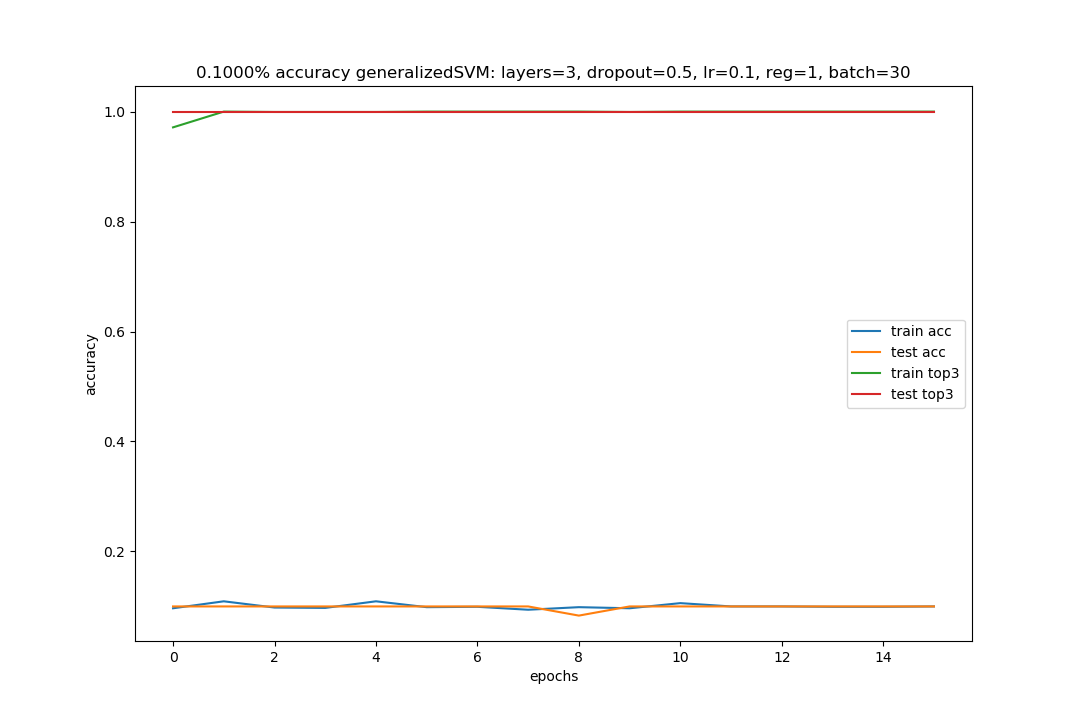 0.1000% accuracy generalizedSVM: layers=3, dropout=0.5, lr=0.1, reg=1, batch=30
1.0
0.8
0.6
0.4
0.2
accuracy
train acc
test acc
train top3
test top3
0 2 4 6 8 10 12 14
epochs